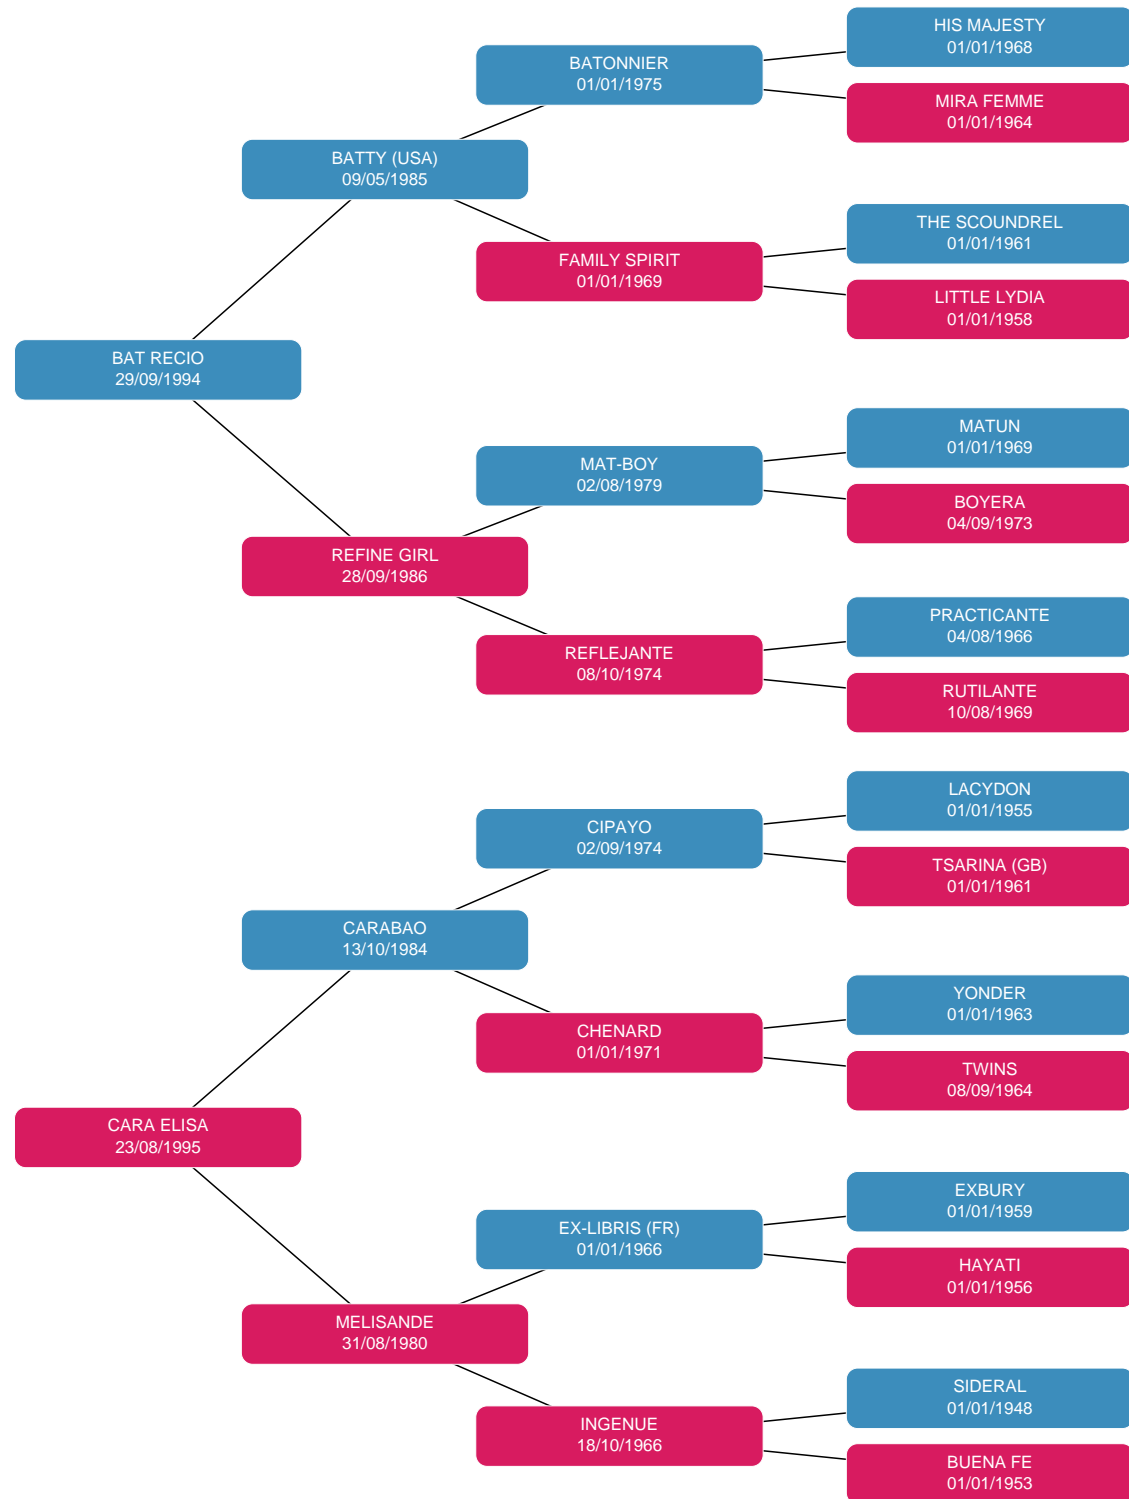 HIS MAJESTY
01/01/1968
BATONNIER
01/01/1975
MIRA FEMME
01/01/1964
BATTY (USA)
09/05/1985
THE SCOUNDREL
01/01/1961
FAMILY SPIRIT
01/01/1969
LITTLE LYDIA
01/01/1958
BAT RECIO
29/09/1994
MATUN
01/01/1969
MAT-BOY
02/08/1979
BOYERA
04/09/1973
REFINE GIRL
28/09/1986
PRACTICANTE
04/08/1966
REFLEJANTE
08/10/1974
RUTILANTE
10/08/1969
LACYDON
01/01/1955
CIPAYO
02/09/1974
TSARINA (GB)
01/01/1961
CARABAO
13/10/1984
YONDER
01/01/1963
CHENARD
01/01/1971
TWINS
08/09/1964
CARA ELISA
23/08/1995
EXBURY
01/01/1959
EX-LIBRIS (FR)
01/01/1966
HAYATI
01/01/1956
MELISANDE
31/08/1980
SIDERAL
01/01/1948
INGENUE
18/10/1966
BUENA FE
01/01/1953